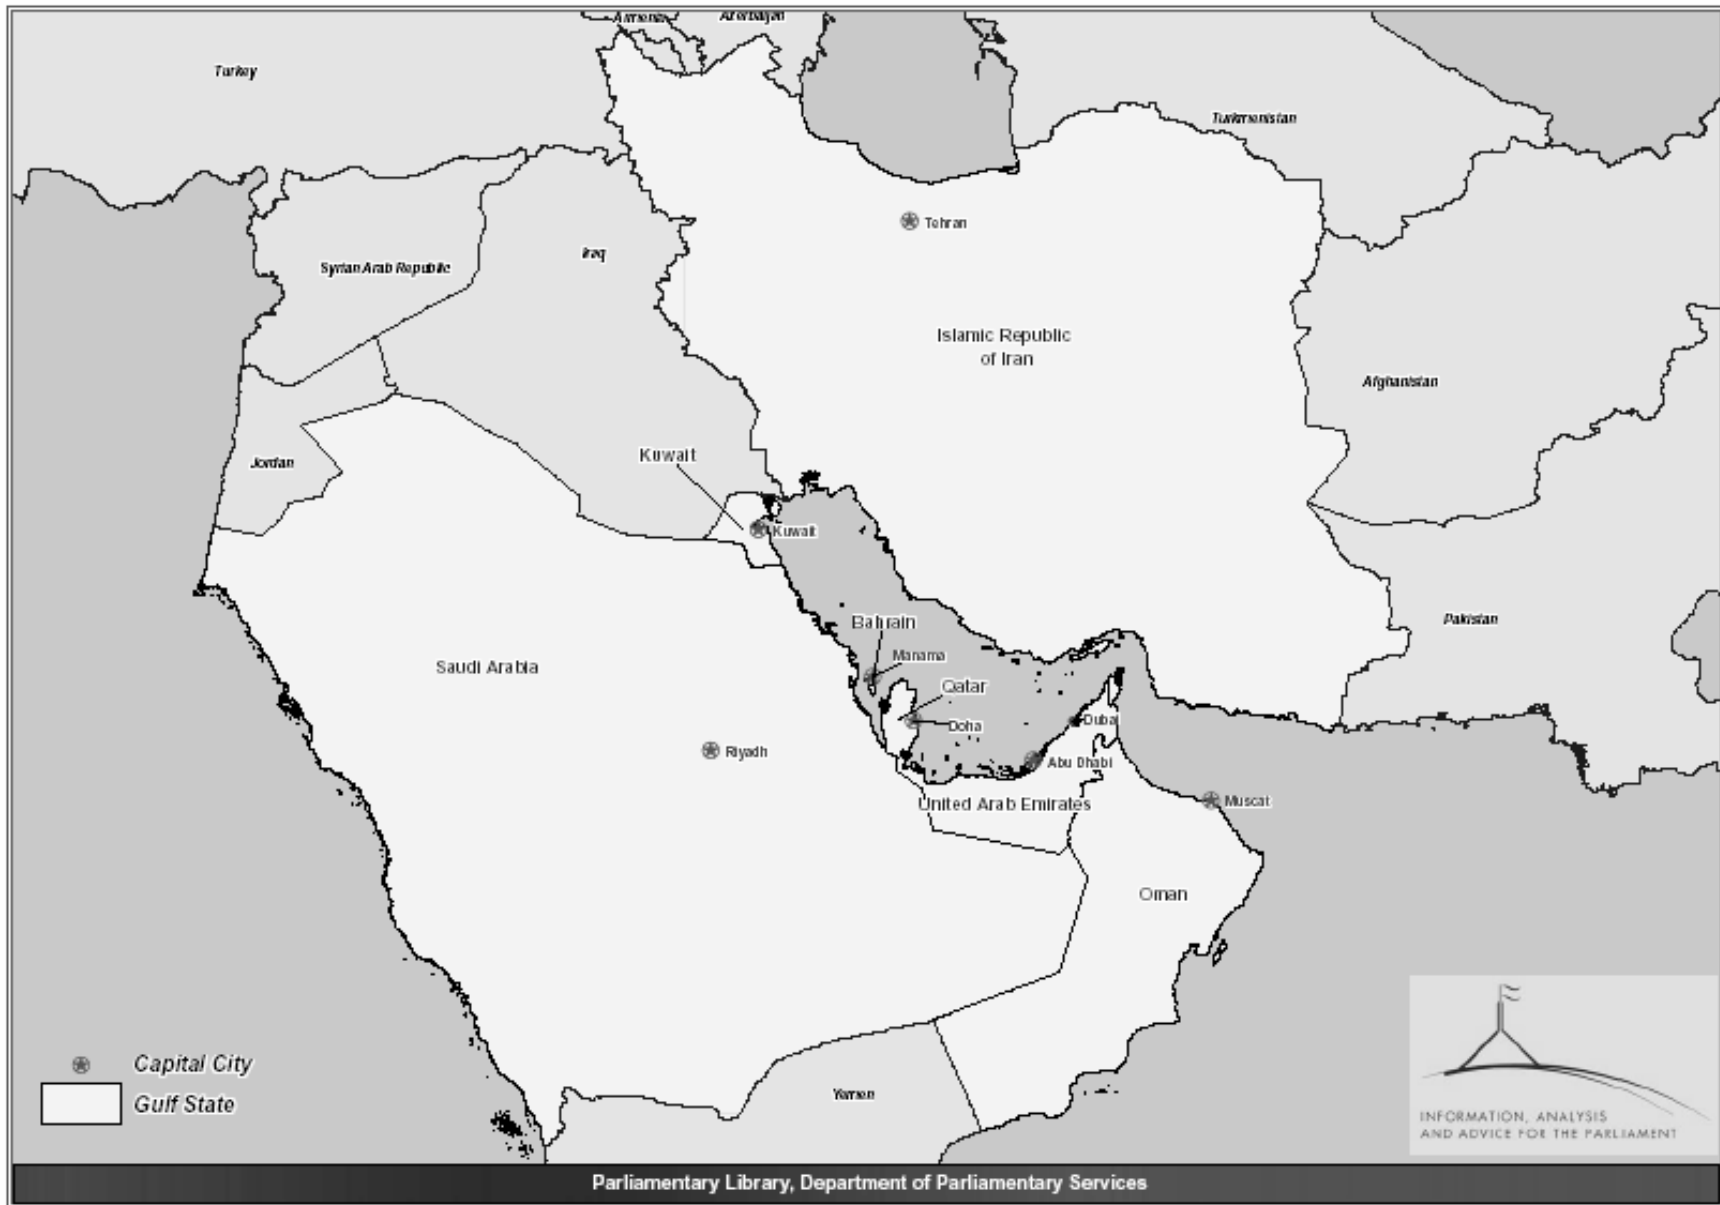 Armenia
Azerbaijan
Turkey
Turkmenistan
Tehran
Syrian Arab Republic
Iraq
Islamic Republic
of Iran
Afghanistan
Jordan
Kuwait
Kuwait
Bahrain
Pakistan
Manama
Saudi Arabia
Qatar
Doha
Dubai
Riyadh
Abu Dhabi
United Arab Emirates
Muscat
Oman
Yemen
Capital City
Gulf State
INFORMATION, ANALYSIS
AND ADVICE FOR THE PARLIAMENT
Parliamentary Library, Department of Parliamentary Services